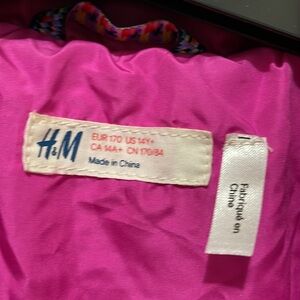 H&M
EUR 170 US 14Y+
CA 14A+ CN 170/84
Made in China
Fabriqué en
Chine